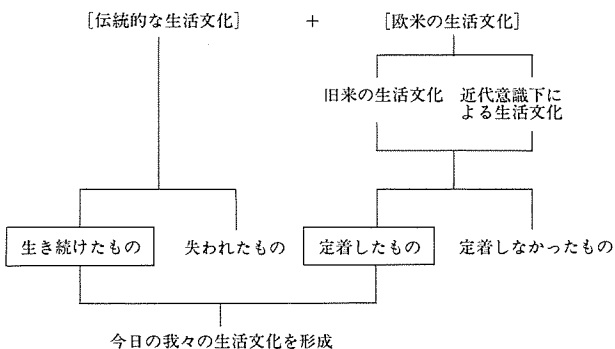 [伝統的な生活文化] + [欧米の生活文化]
旧来の生活文化 近代意識下に
よる生活文化
生き続けたもの 失われたもの 定着したもの 定着しなかったもの
今日の我々の生活文化を形成